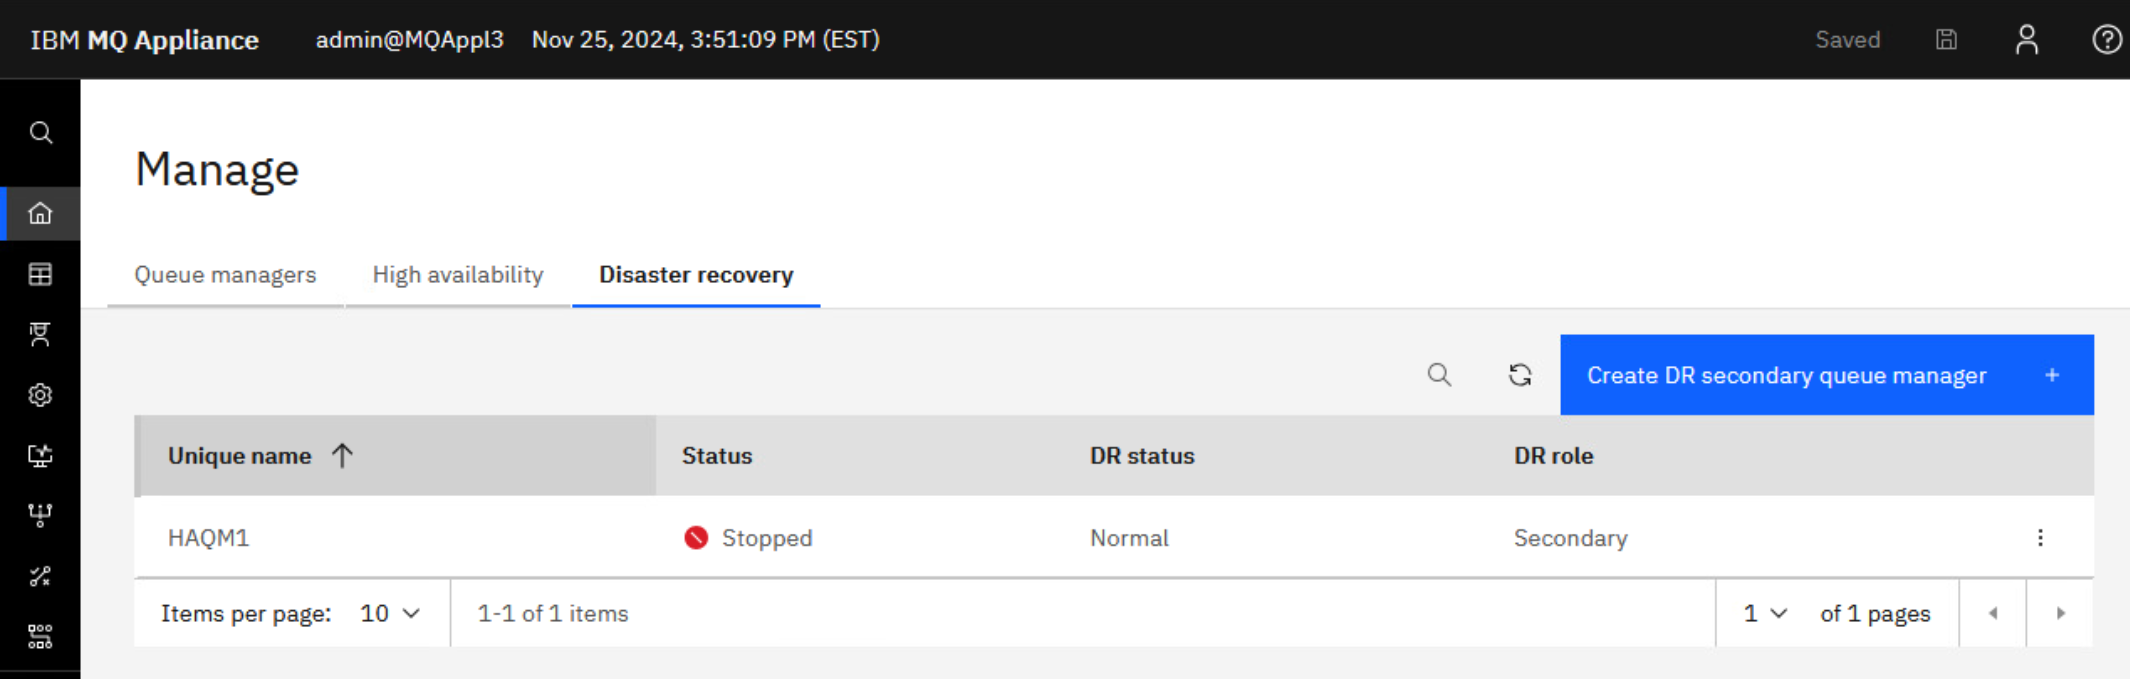 IBM MQ Appliance admin@MQAppl3 Nov 25, 2024, 3:51:09 PM (EST) Saved
Manage
Queue managers High availability Disaster recovery
Create DR secondary queue manager +
Unique name Status DR status DR role
HAQM1 Stopped Normal Secondary
Items per page: 10 1-1 of 1 items 1 of 1 pages